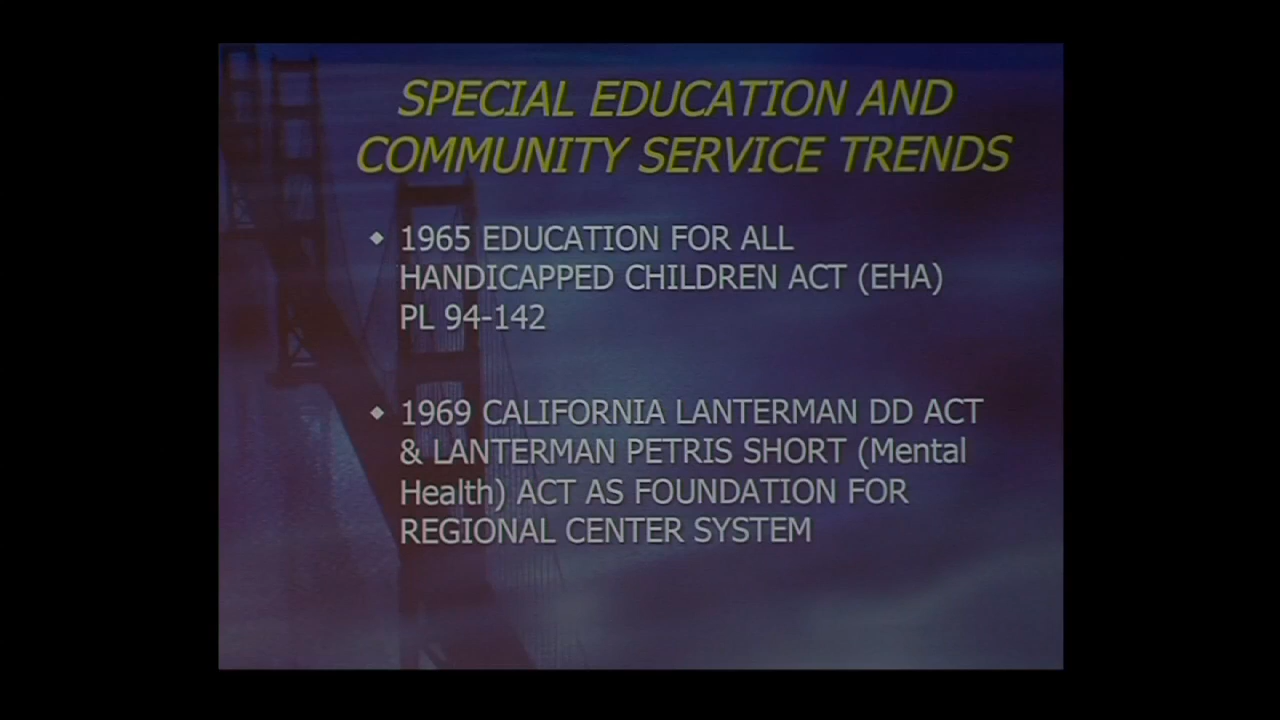 SPECIAL EDUCATION AND
COMMUNITY SERVICE TRENDS
◆ 1965 EDUCATION FOR ALL
HANDICAPPED CHILDREN ACT (EHA)
PL 94-142
◆ 1969 CALIFORNIA LANTERMAN DD ACT
& LANTERMAN PETRIS SHORT (Mental
Health) ACT AS FOUNDATION FOR
REGIONAL CENTER SYSTEM